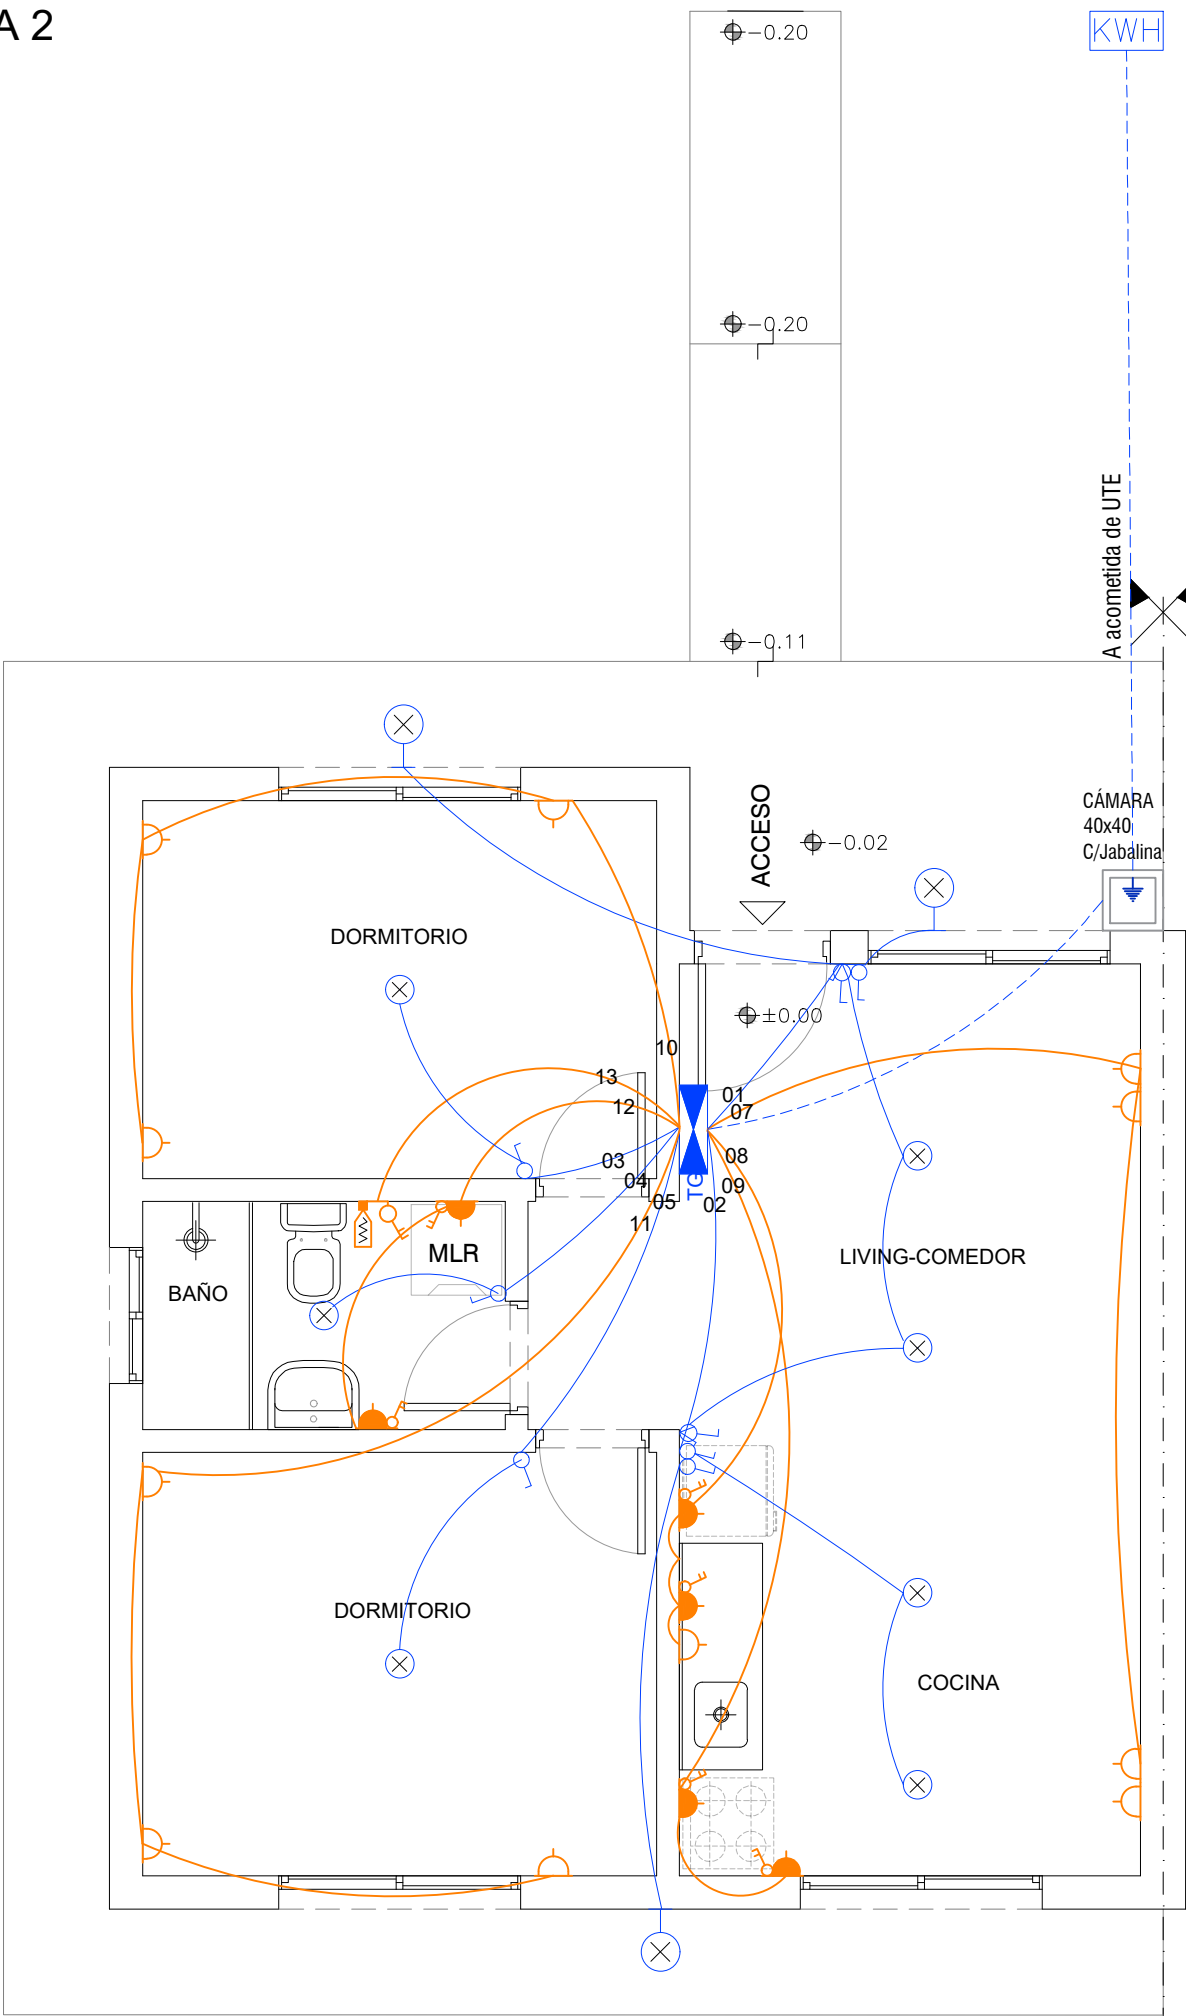 A 2
-0.20
KWH
-0.20
A acometida de UTE
-0.11
ACCESO
CÁMARA
40x40
C/Jabalina
-0.02
DORMITORIO
±0.00
10
13
12
01
07
03
04
05
11
08
09
02
TG
MLR
BAÑO
LIVING-COMEDOR
DORMITORIO
COCINA